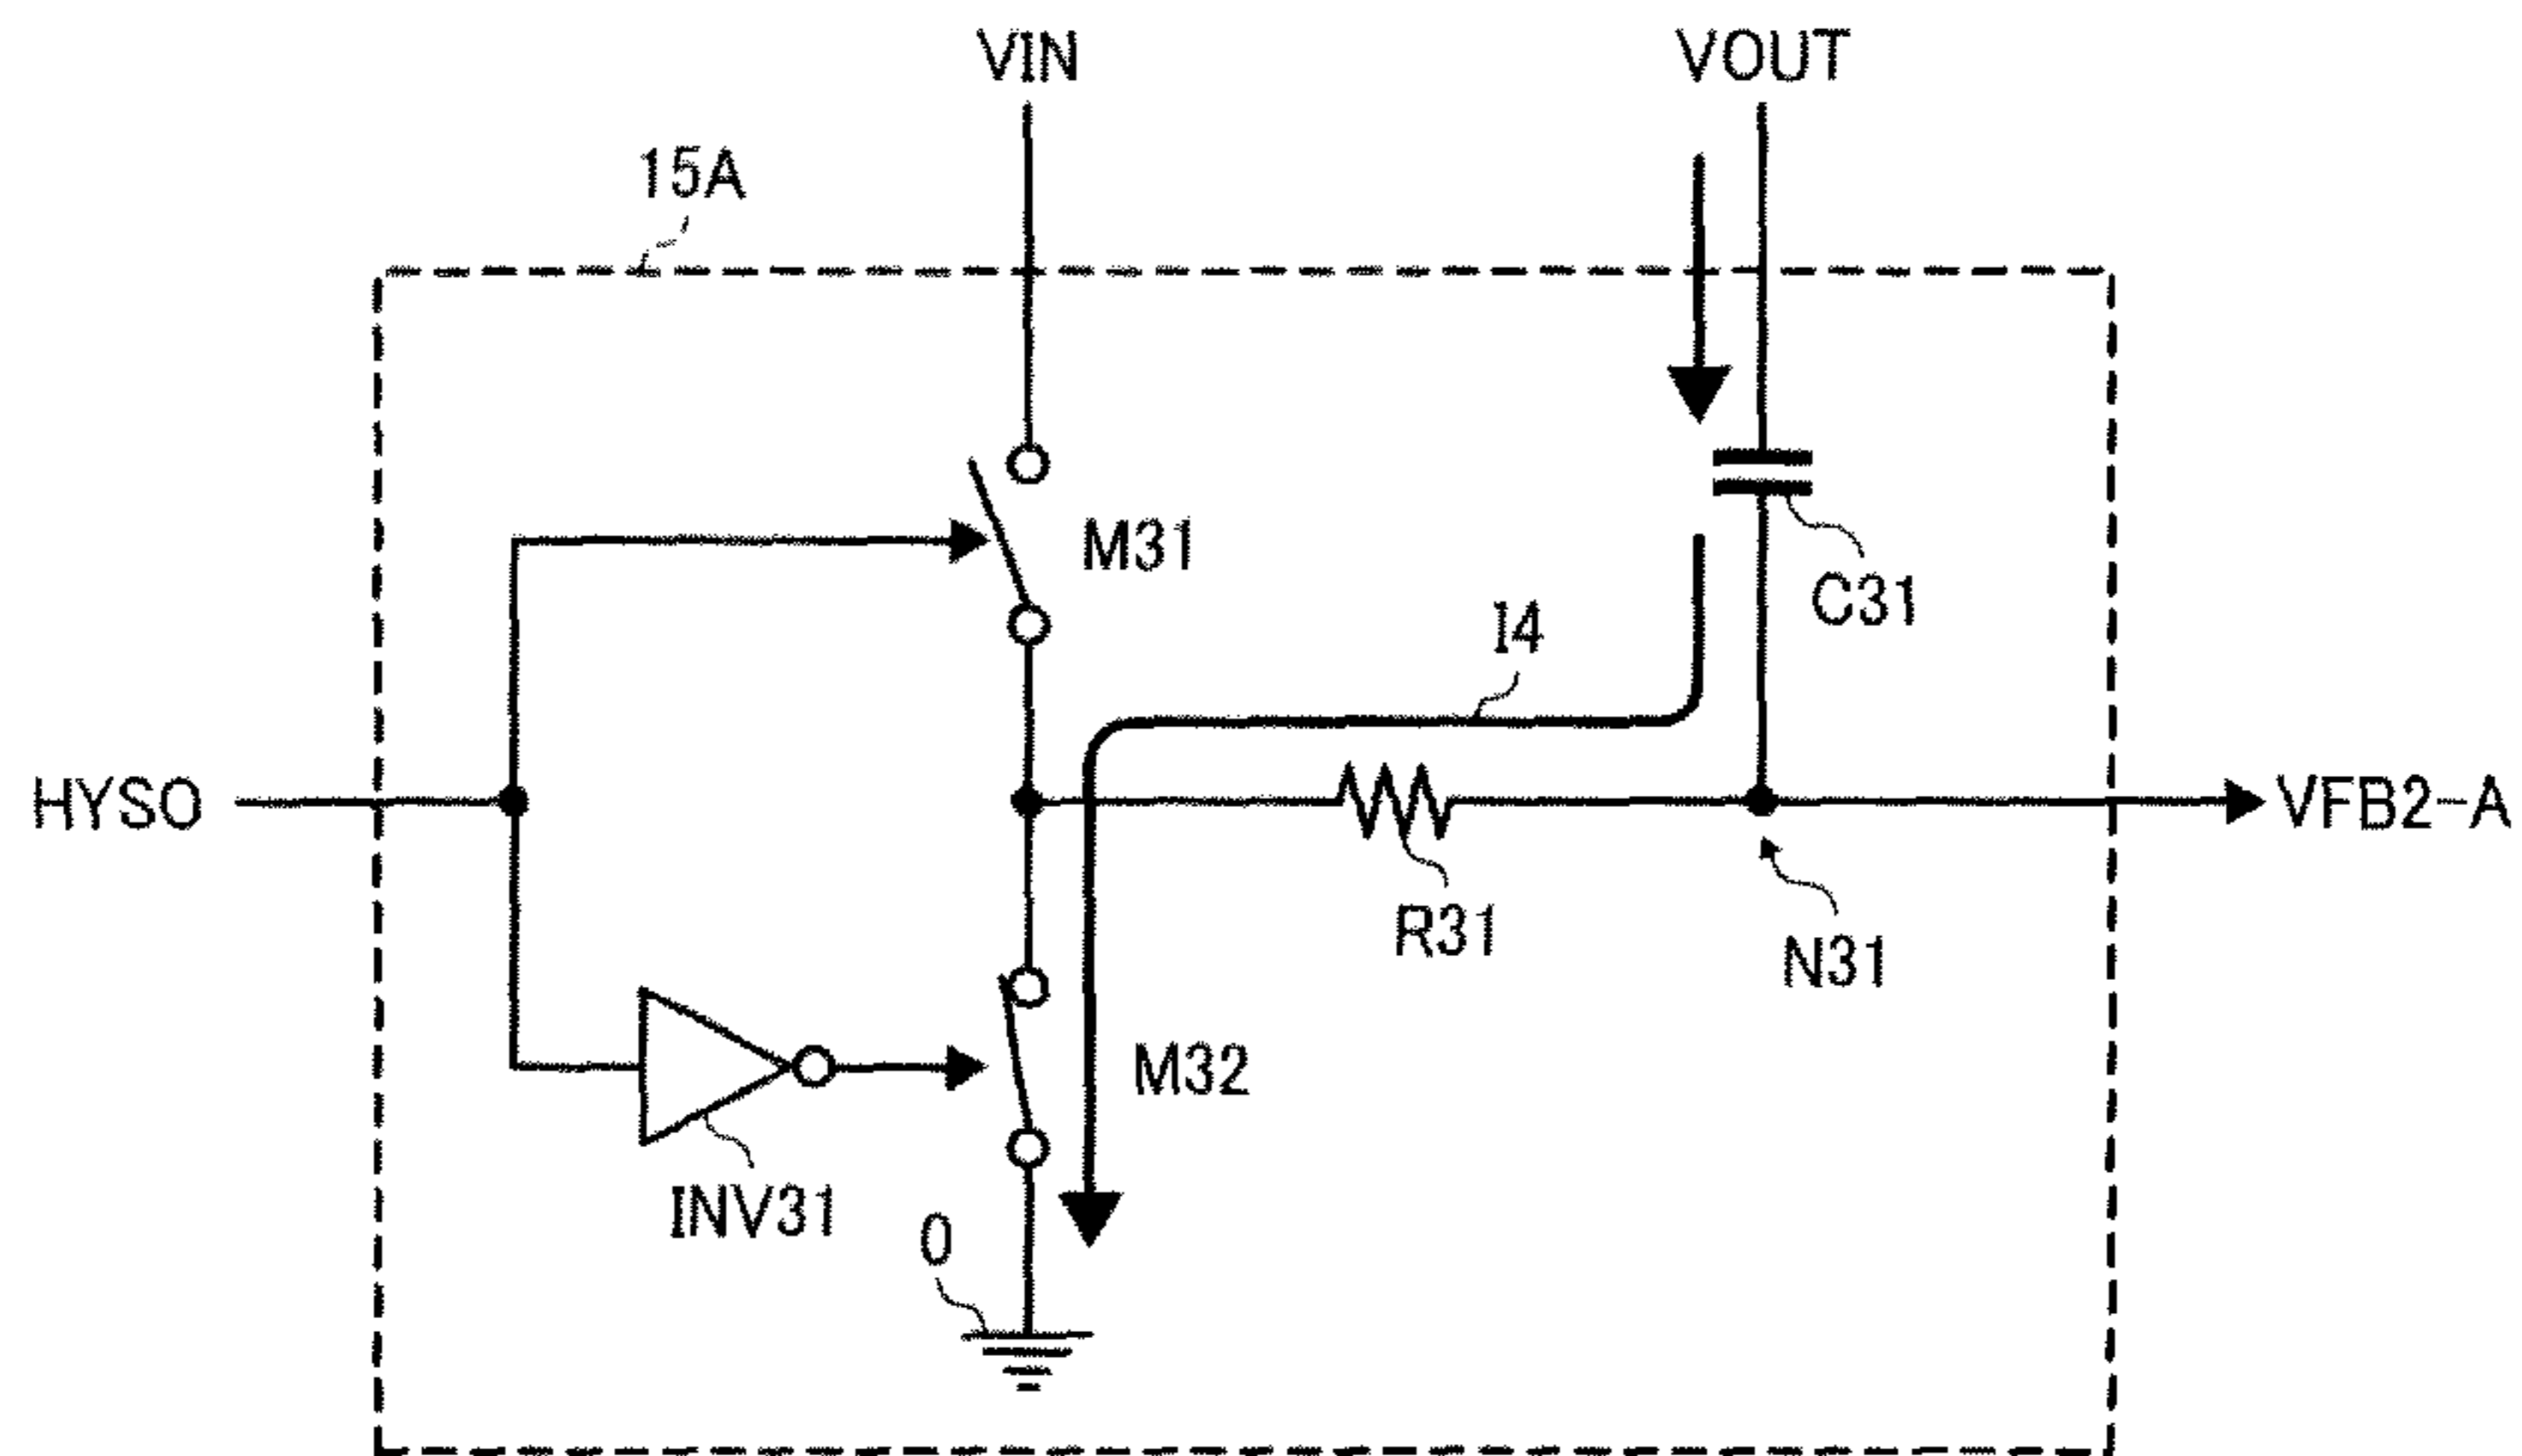 VIN
VOUT
15A
M31
C31
I4
HYSO
VFB2-A
R31
N31
M32
INV31
0